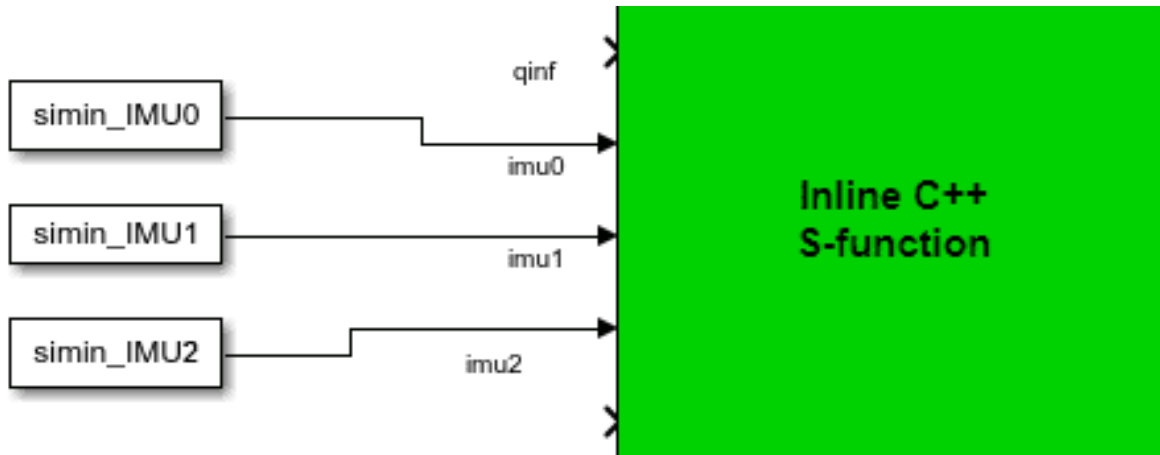 qinf
simin_IMU0
imu0
simin_IMU1
imu1
simin_IMU2
imu2
Inline C++
S-function